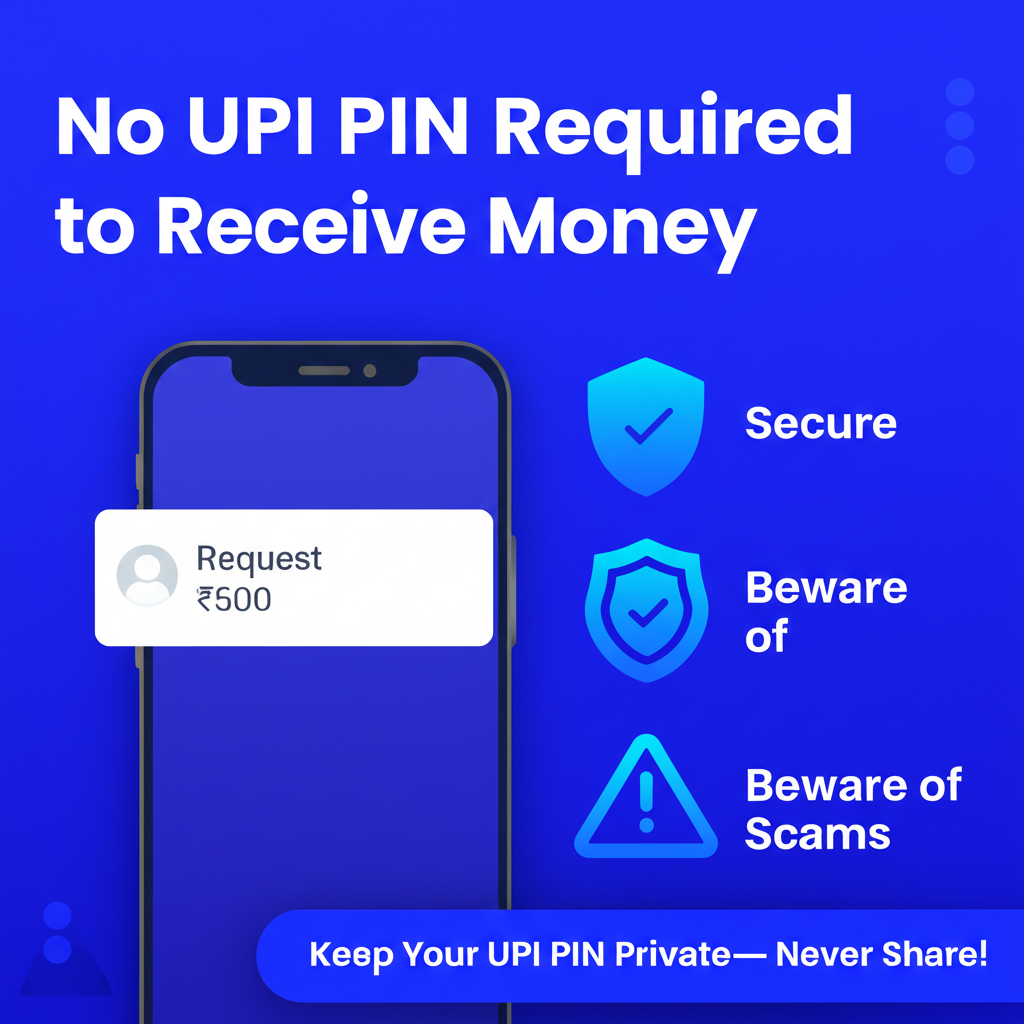 No UPI PIN Required
to Receive Money
Request
₹500
Secure
Beware
of
Beware of
Scams
Keep Your UPI PIN Private— Never Share!